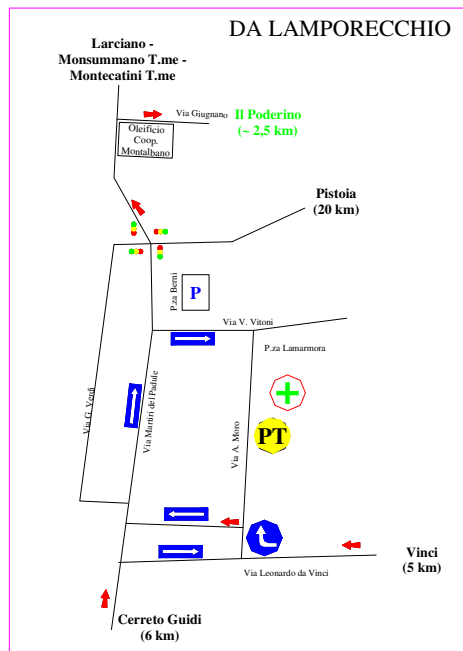 DA LAMPORECCHIO
Larciano -
Monsummano T.me -
Montecatini T.me
Via Giugnano
Il Poderino
(~ 2,5 km)
Oleificio
Coop.
Montalbano
Pistoia
(20 km)
P.za Berni
P
Via V. Vitoni
P.za Lamarmora
Via G. Verdi
Via Martiri del Padule
Via A. Moro
PT
Vinci
(5 km)
Via Leonardo da Vinci
Cerreto Guidi
(6 km)